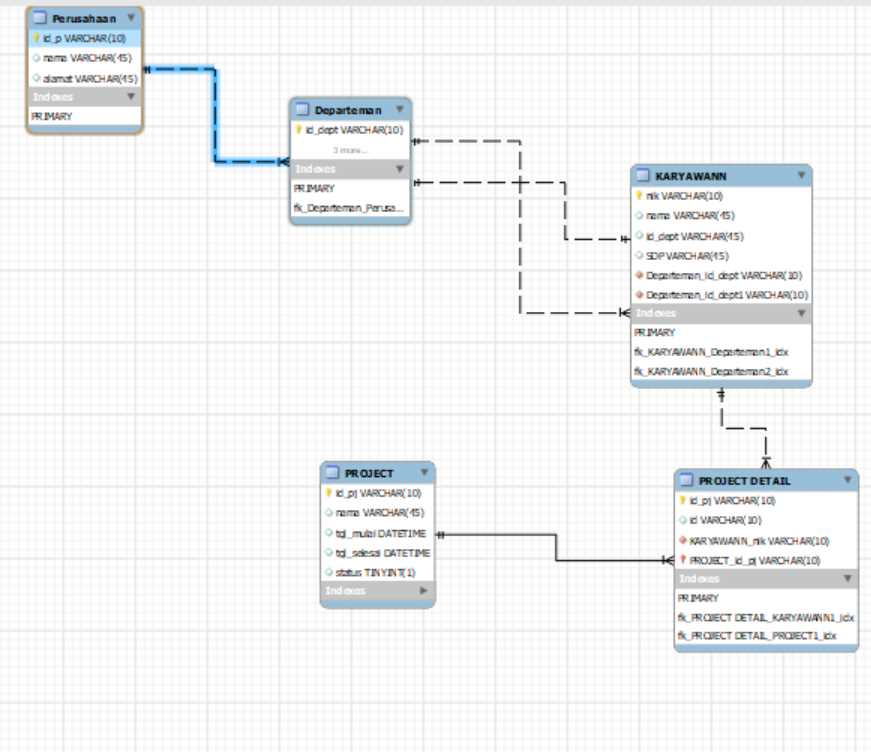 Perusahaan
id_p VARCHAR(10)
nama VARCHAR(45)
alamat VARCHAR(45)
Indexes
PRIMARY
Departeman
id_dept VARCHAR(10)
3 more...
Indexes
PRIMARY
fk_Departeman_Perusa...
KARYAWANN
nik VARCHAR(10)
nama VARCHAR(45)
id_dept VARCHAR(45)
SDP VARCHAR(45)
Departeman_id_dept VARCHAR(10)
Departeman_id_dept1 VARCHAR(10)
Indexes
PRIMARY
fk_KARYAWANN_Departeman1_idx
fk_KARYAWANN_Departeman2_idx
PROJECT
id_pj VARCHAR(10)
nama VARCHAR(45)
tgl_mulai DATETIME
tgl_selesai DATETIME
status TINYINT(1)
Indexes
PROJECT DETAIL
id_pj VARCHAR(10)
id VARCHAR(10)
KARYAWANN_nik VARCHAR(10)
PROJECT_id_pj VARCHAR(10)
Indexes
PRIMARY
fk_PROJECT DETAIL_KARYAWANN1_idx
fk_PROJECT DETAIL_PROJECT1_idx